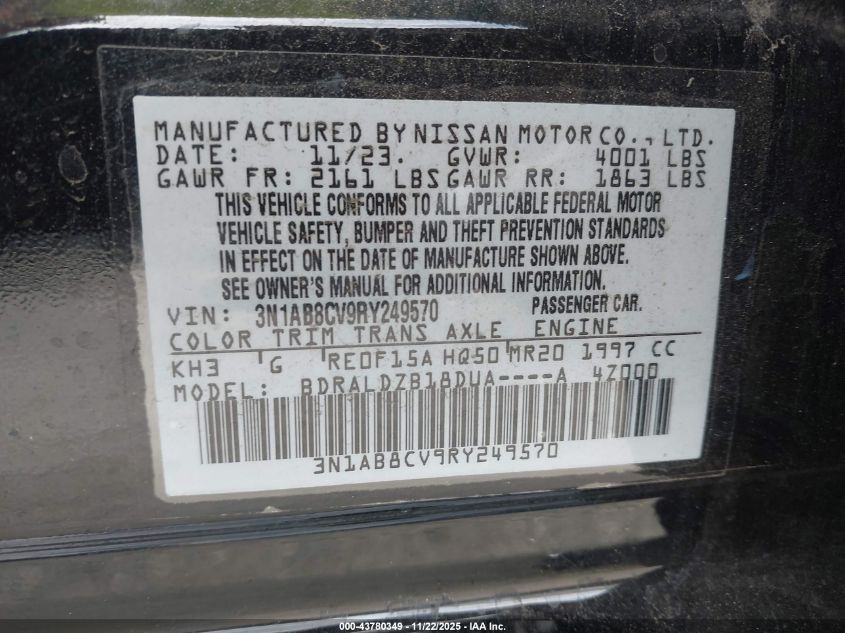 MANUFACTURED BY NISSAN MOTOR CO., LTD.
DATE: 11/23. GVWR: 4001 LBS
GAWR FR: 2161 LBS GAWR RR: 1863 LBS
THIS VEHICLE CONFORMS TO ALL APPLICABLE FEDERAL MOTOR
VEHICLE SAFETY, BUMPER AND THEFT PREVENTION STANDARDS
IN EFFECT ON THE DATE OF MANUFACTURE SHOWN ABOVE.
SEE OWNER'S MANUAL FOR ADDITIONAL INFORMATION.
VIN: 3N1AB8CV9RY249570 PASSENGER CAR.
COLOR TRIM TRANS AXLE ENGINE
KH3 G RE0F15A HQ50 MR20 1997 CC
MODEL: BDRALDZB18DUA----A 4Z000
3N1AB8CV9RY249570
000-43780349 - 11/22/2025 - IAA, Inc.